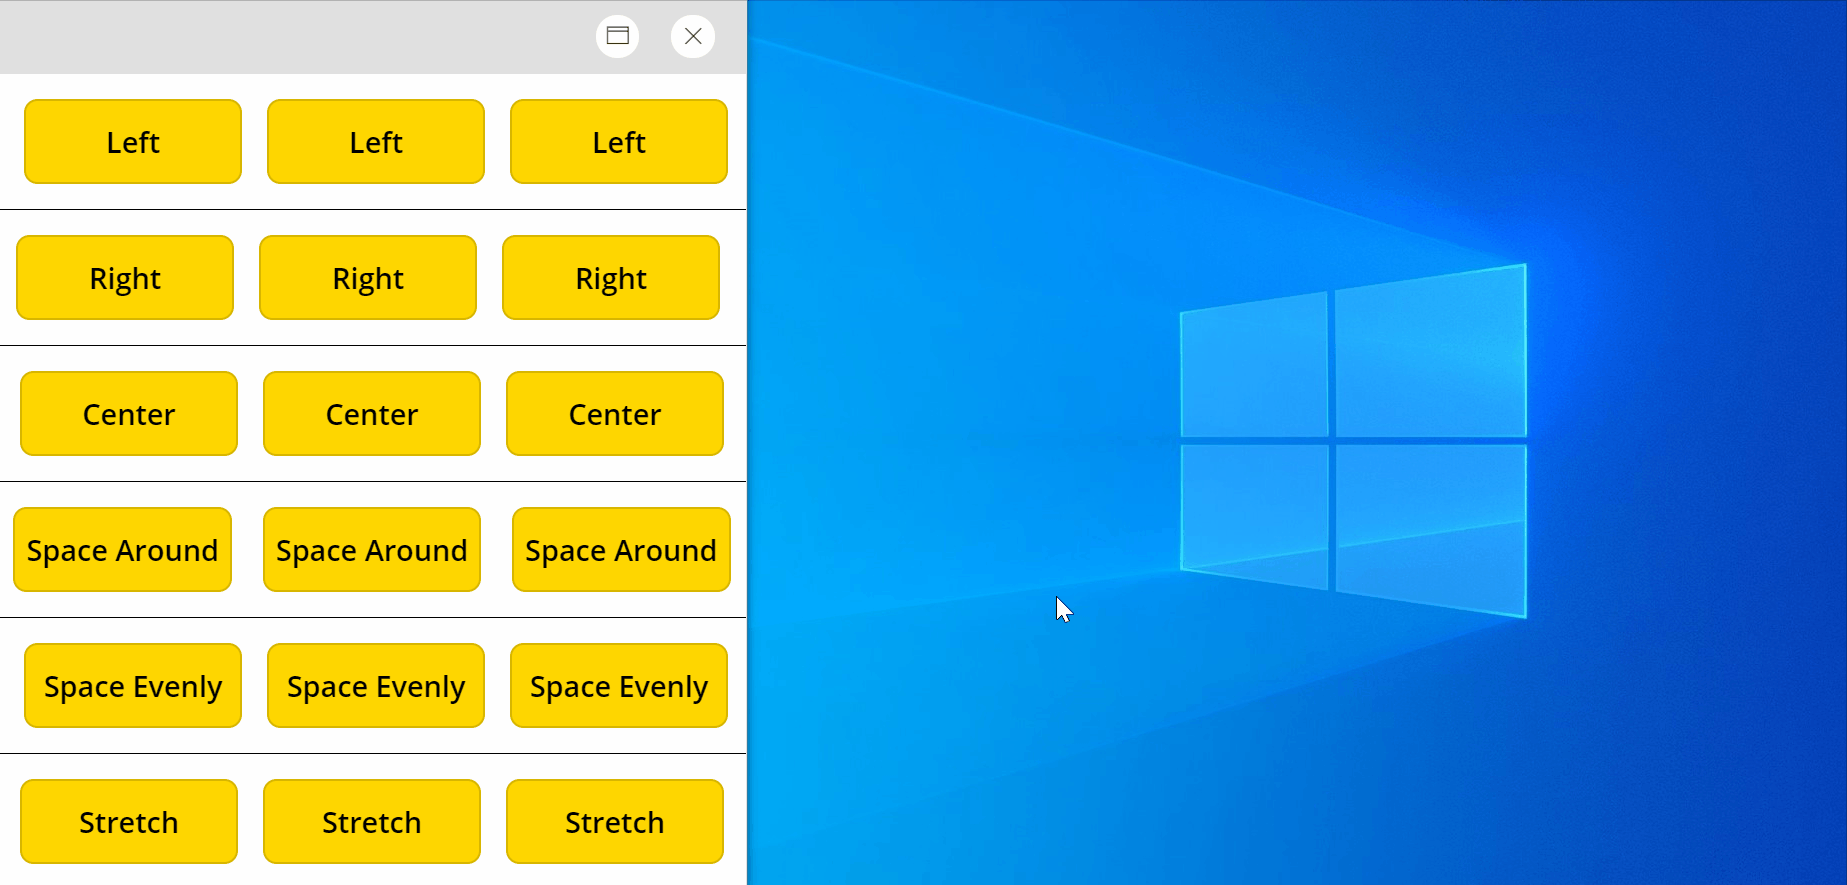 Left Left Left
Right Right Right
Center Center Center
Space Around Space Around Space Around
Space Evenly Space Evenly Space Evenly
Stretch Stretch Stretch